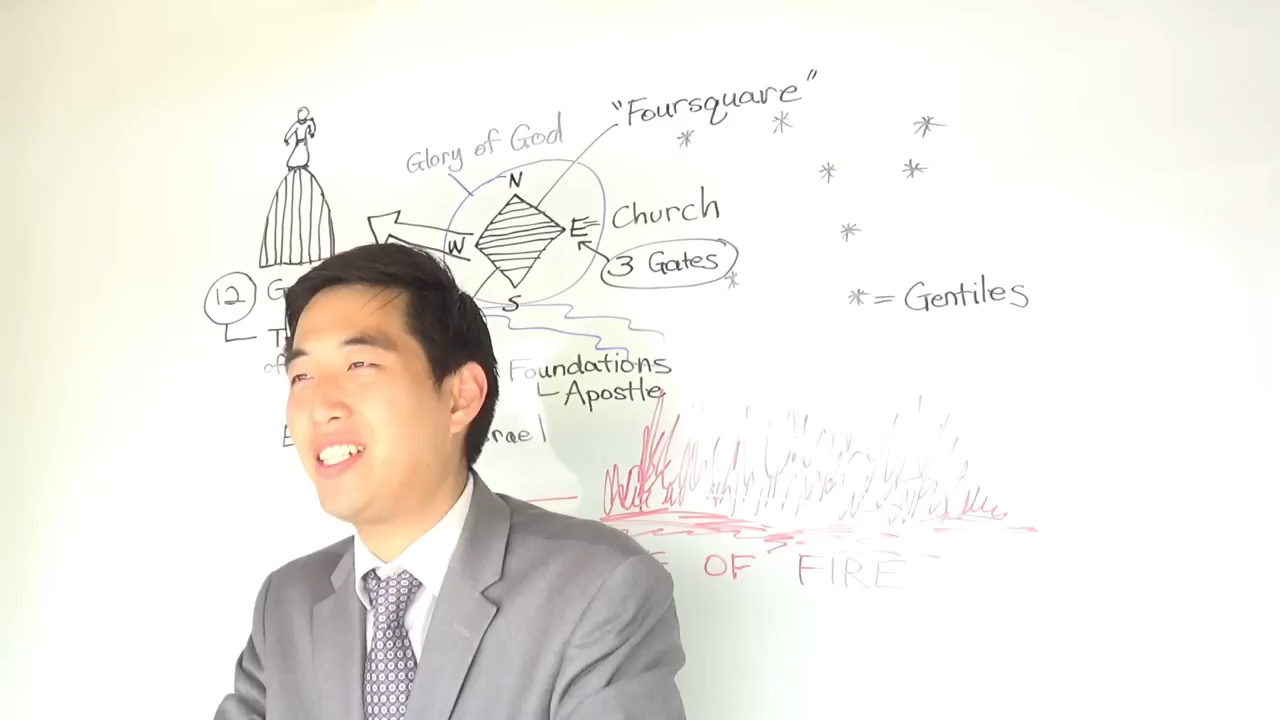 "Foursquare"
Glory of God
N
W
E
S
Church
3 Gates
12
* = Gentiles
Foundations
Apostle
OF FIRE